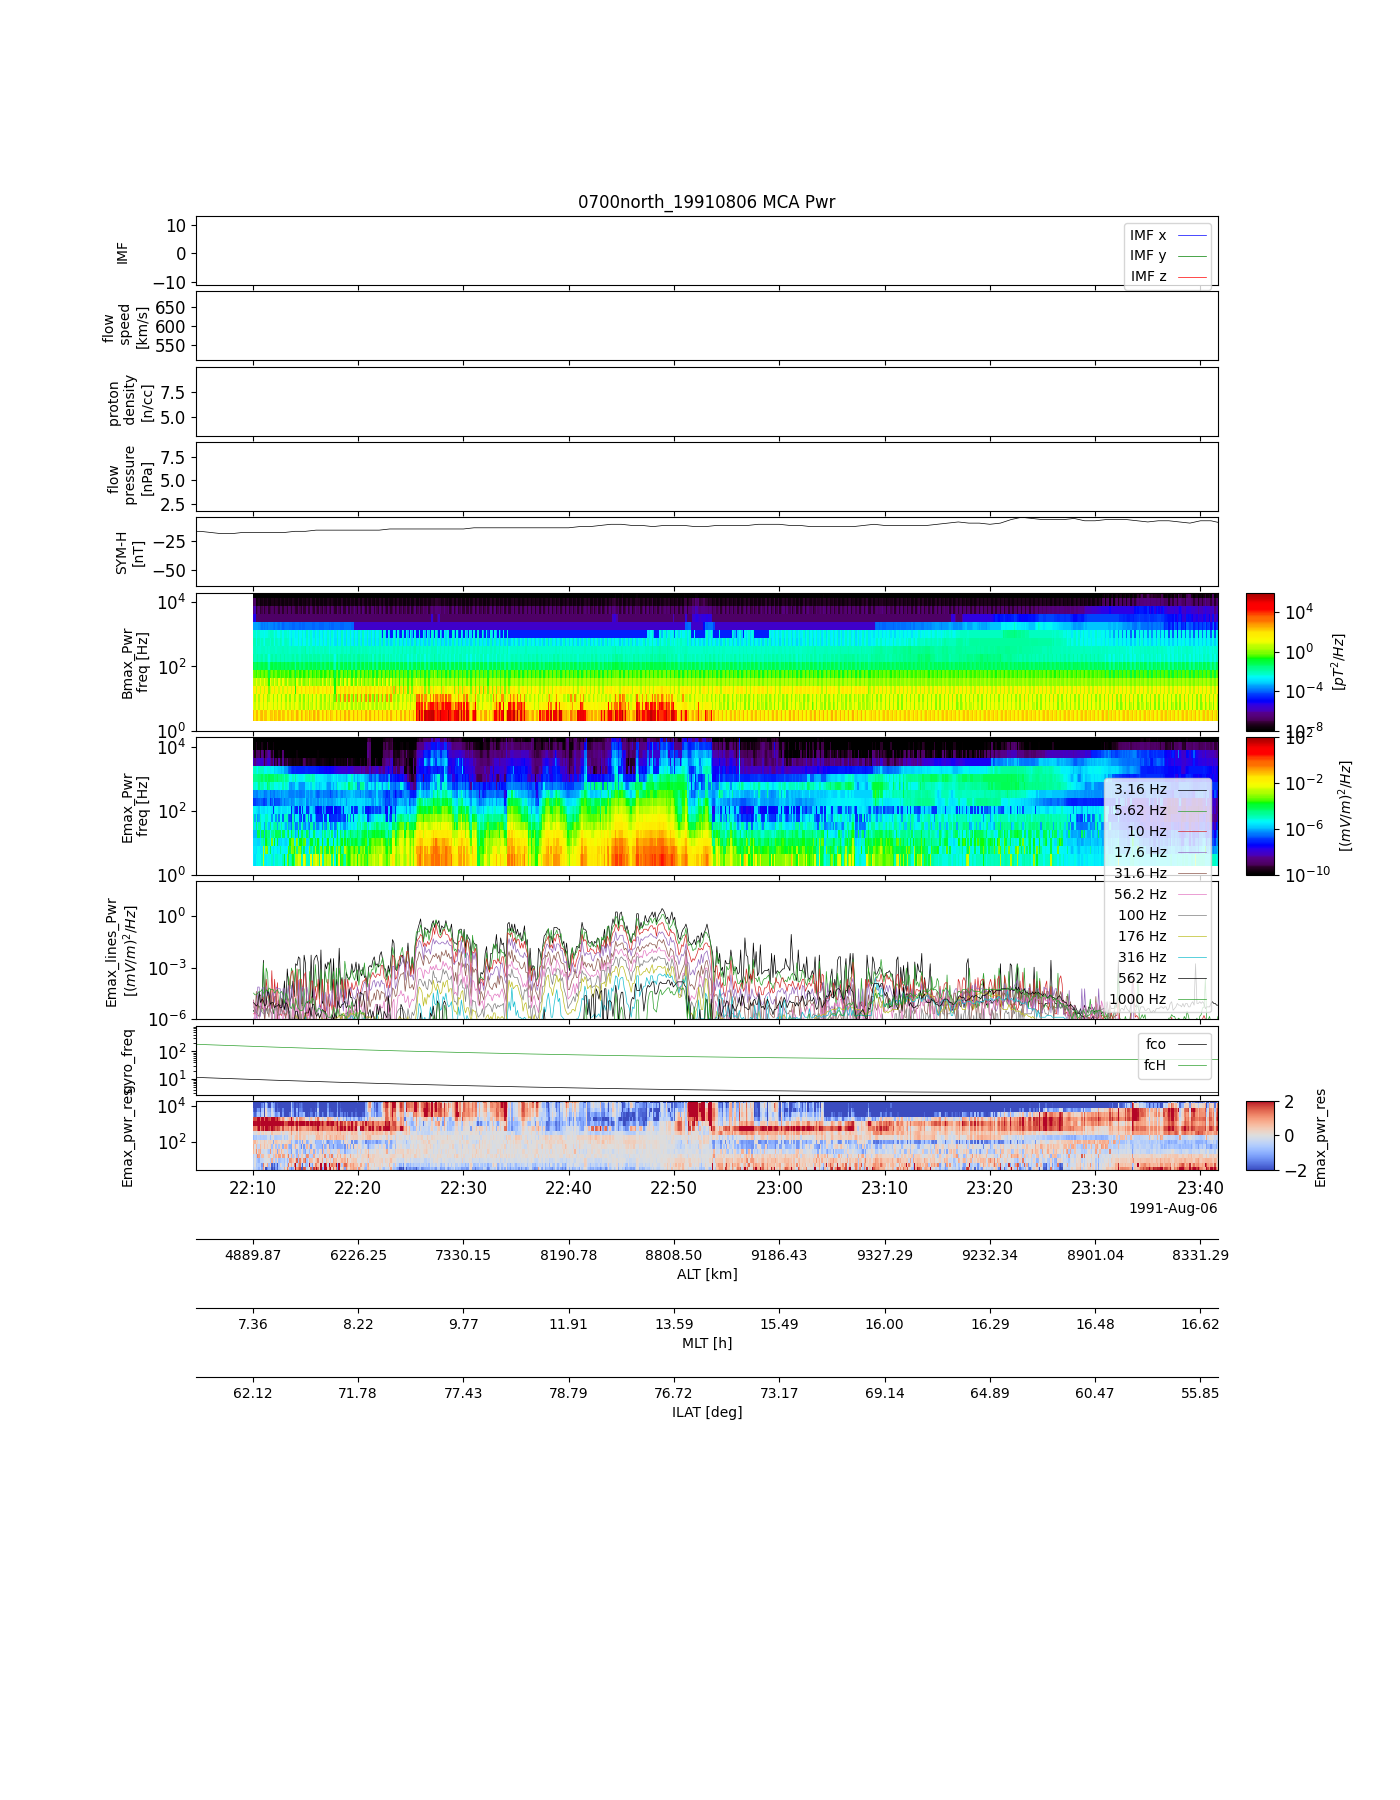 0700north_19910806 MCA Pwr
10
0
−10
IMF
IMF x
IMF y
IMF z
650
600
550
flow
speed
[km/s]
7.5
5.0
proton
density
[n/cc]
7.5
5.0
2.5
flow
pressure
[nPa]
−25
−50
SYM-H
[nT]
10^4
10^2
10^0
Bmax_Pwr
freq [Hz]
10^4
10^0
10^−4
10^−8
[pT^2/Hz]
10^4
10^2
10^0
Emax_Pwr
freq [Hz]
10^2
10^−2
10^−6
10^−10
[(mV/m)^2/Hz]
3.16 Hz
5.62 Hz
10 Hz
17.6 Hz
31.6 Hz
56.2 Hz
100 Hz
176 Hz
316 Hz
562 Hz
1000 Hz
10^0
10^−3
10^−6
Emax_lines_Pwr
[(mV/m)^2/Hz]
10^2
10^1
gyro_freq
fco
fcH
10^4
10^2
Emax_pwr_res
2
0
−2
Emax_pwr_res
22:10 22:20 22:30 22:40 22:50 23:00 23:10 23:20 23:30 23:40
1991-Aug-06
4889.87 6226.25 7330.15 8190.78 8808.50 9186.43 9327.29 9232.34 8901.04 8331.29
ALT [km]
7.36 8.22 9.77 11.91 13.59 15.49 16.00 16.29 16.48 16.62
MLT [h]
62.12 71.78 77.43 78.79 76.72 73.17 69.14 64.89 60.47 55.85
ILAT [deg]